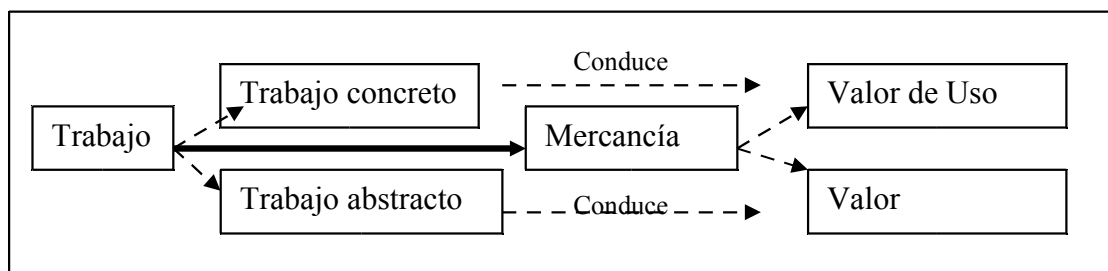 Conduce
Trabajo concreto
Valor de Uso
Trabajo
Mercancía
Trabajo abstracto
Conduce
Valor